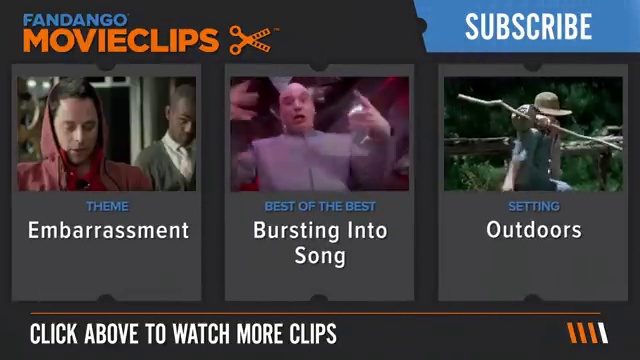 FANDANGO
MOVIECLIPS
SUBSCRIBE
THEME
Embarrassment
BEST OF THE BEST
Bursting Into
Song
SETTING
Outdoors
CLICK ABOVE TO WATCH MORE CLIPS